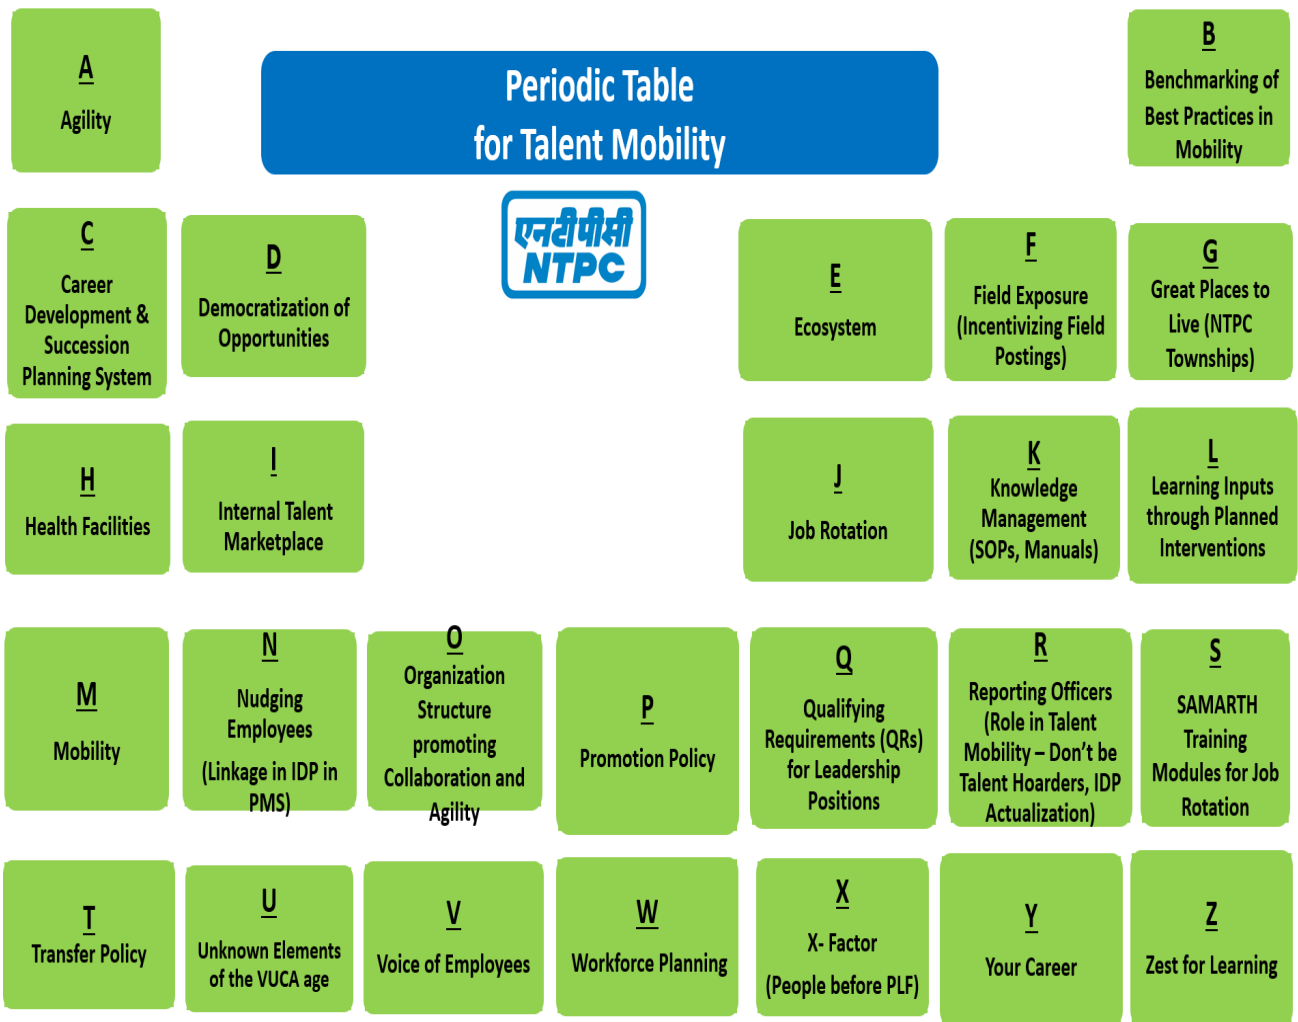 A
Agility
Periodic Table
for Talent Mobility
B
Benchmarking of
Best Practices in
Mobility
एनटीपीसी
NTPC
C
Career
Development &
Succession
Planning System
D
Democratization of
Opportunities
E
Ecosystem
F
Field Exposure
(Incentivizing Field
Postings)
G
Great Places to
Live (NTPC
Townships)
H
Health Facilities
I
Internal Talent
Marketplace
J
Job Rotation
K
Knowledge
Management
(SOPs, Manuals)
L
Learning Inputs
through Planned
Interventions
M
Mobility
N
Nudging
Employees
(Linkage in IDP in
PMS)
O
Organization
Structure
promoting
Collaboration and
Agility
P
Promotion Policy
Q
Qualifying
Requirements (QRs)
for Leadership
Positions
R
Reporting Officers
(Role in Talent
Mobility – Don’t be
Talent Hoarders, IDP
Actualization)
S
SAMARTH
Training
Modules for Job
Rotation
T
Transfer Policy
U
Unknown Elements
of the VUCA age
V
Voice of Employees
W
Workforce Planning
X
X- Factor
(People before PLF)
Y
Your Career
Z
Zest for Learning